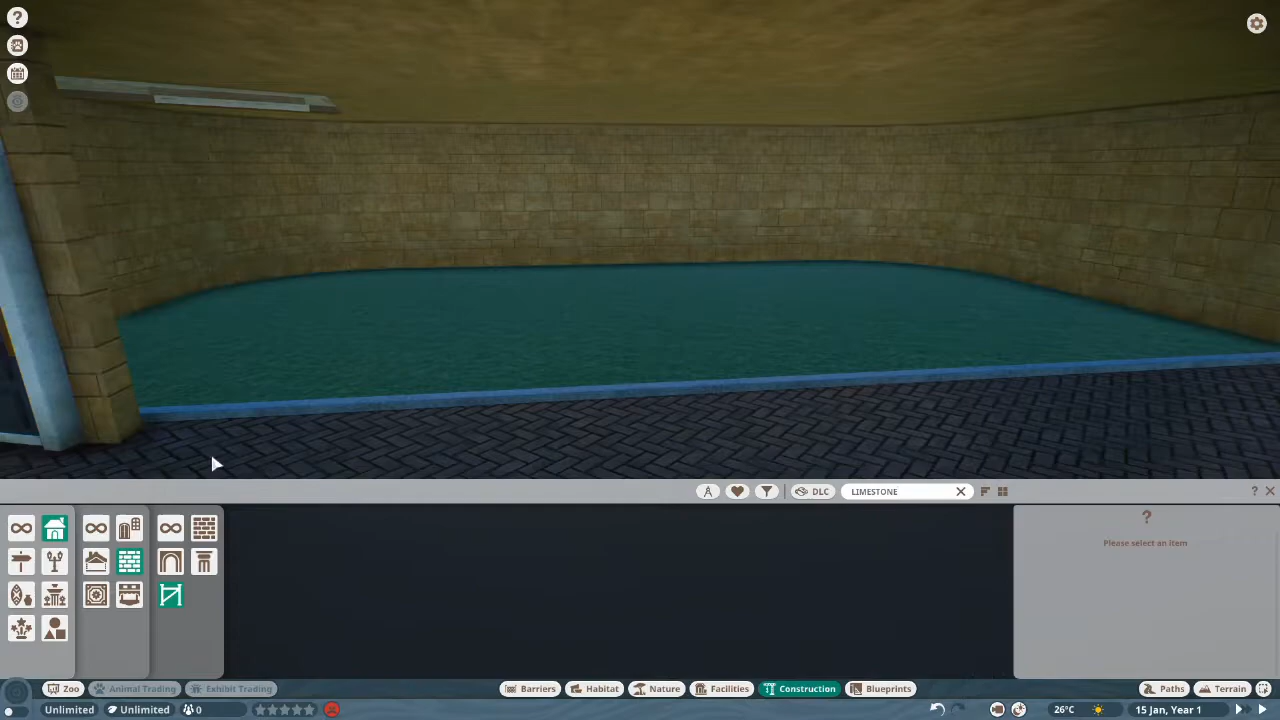 ?
DLC
LIMESTONE
?
?
Please select an item
Zoo
Animal Trading
Exhibit Trading
Barriers
Habitat
Nature
Facilities
Construction
Blueprints
Paths
Terrain
Unlimited
Unlimited
0
26°C
15 Jan, Year 1